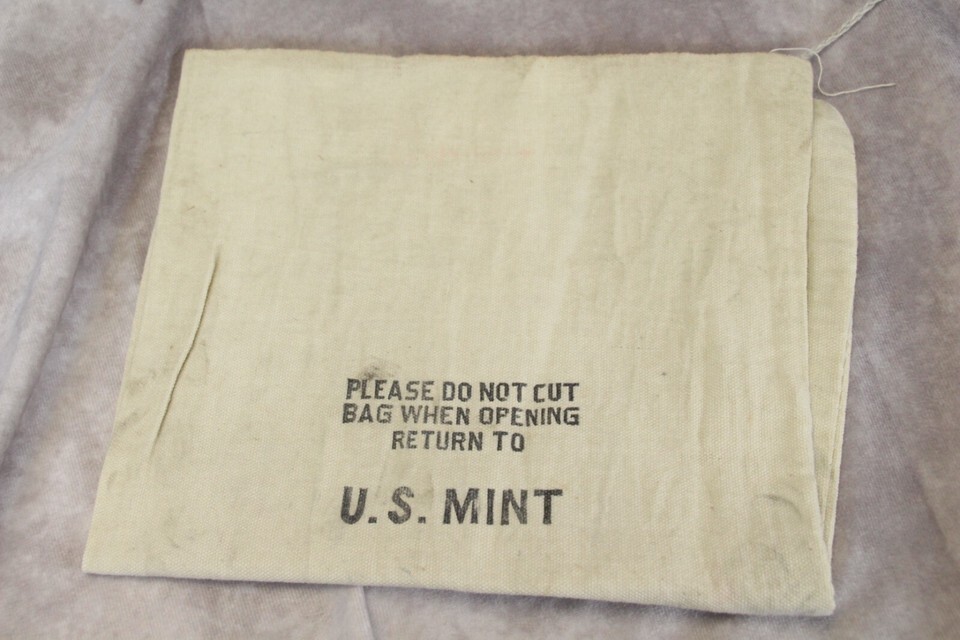 PLEASE DO NOT CUT
BAG WHEN OPENING
RETURN TO
U.S. MINT